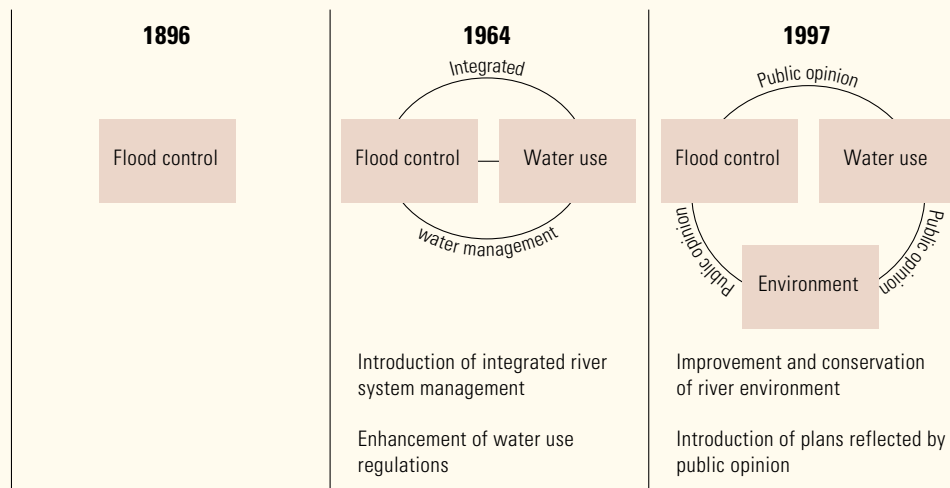 1896
Flood control
1964
Integrated
Flood control
Water use
water management
Introduction of integrated river
system management
Enhancement of water use
regulations
1997
Public opinion
Flood control
Water use
Public opinion
Public opinion
Environment
Improvement and conservation
of river environment
Introduction of plans reflected by
public opinion